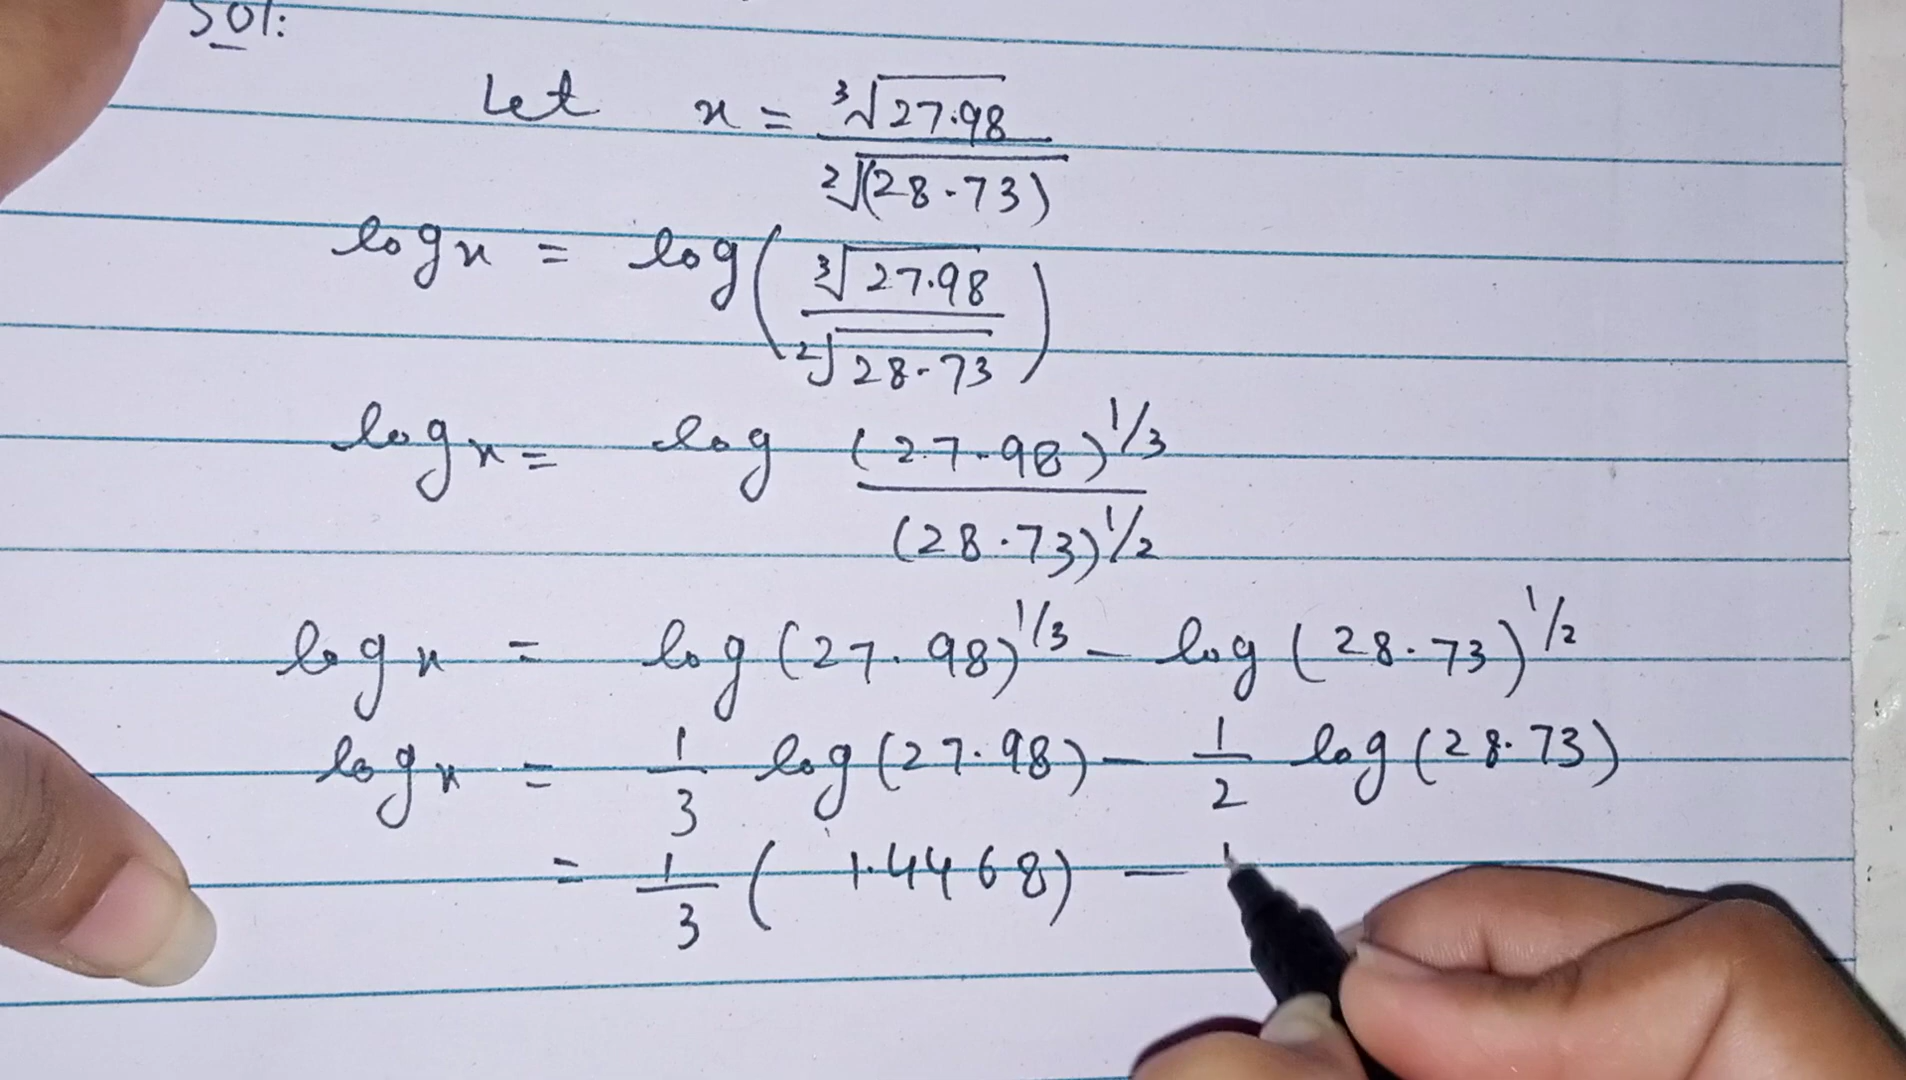 Sol:
Let x = ∛27.98 / ²√(28.73)
log x = log(∛27.98 / ²√28.73)
log x = log (27.98)^1/3 / (28.73)^1/2
log x = log(27.98)^1/3 - log(28.73)^1/2
log x = 1/3 log(27.98) - 1/2 log(28.73)
= 1/3 (1.4468) - 1